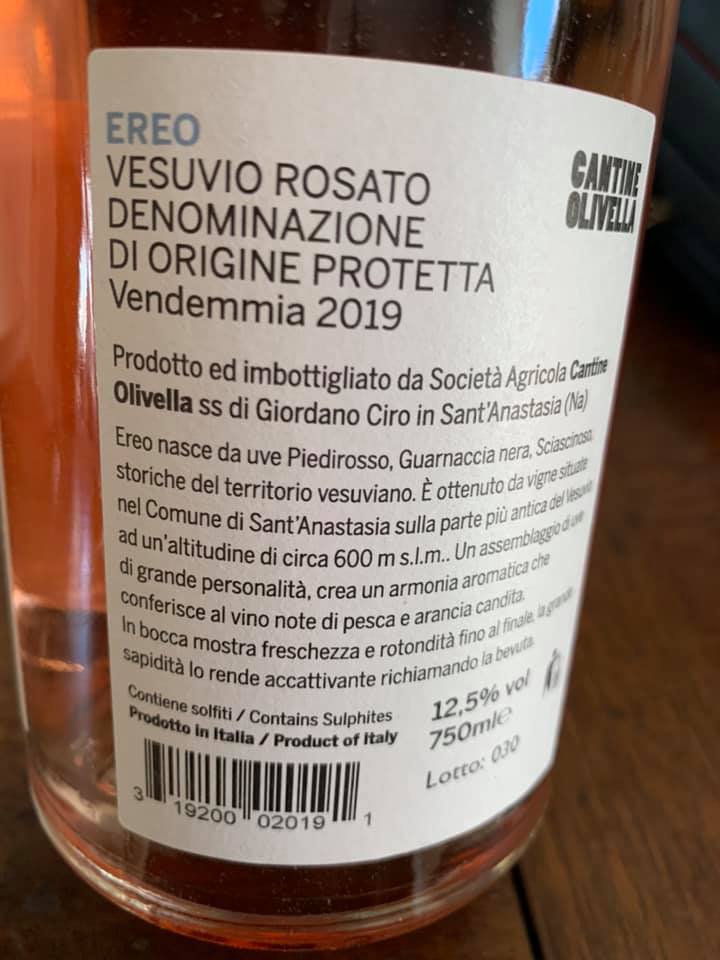 EREO
VESUVIO ROSATO
DENOMINAZIONE
DI ORIGINE PROTETTA
Vendemmia 2019
CANTINE
OLIVELLA
Prodotto ed imbottigliato da Società Agricola Cantine
Olivella ss di Giordano Ciro in Sant'Anastasia (Na)
Ereo nasce da uve Piedirosso, Guarnaccia nera, Sciascinoso,
storiche del territorio vesuviano. È ottenuto da vigne situate
nel Comune di Sant'Anastasia sulla parte più antica del Vesuvio
ad un'altitudine di circa 600 m s.l.m.. Un assemblaggio di uve
di grande personalità, crea un armonia aromatica che
conferisce al vino note di pesca e arancia candita.
In bocca mostra freschezza e rotondità fino al finale, la grande
sapidità lo rende accattivante richiamando la bevuta.
Contiene solfiti / Contains Sulphites
Prodotto in Italia / Product of Italy
12,5% vol
750ml℮
Lotto: 030
3 19200 02019 1